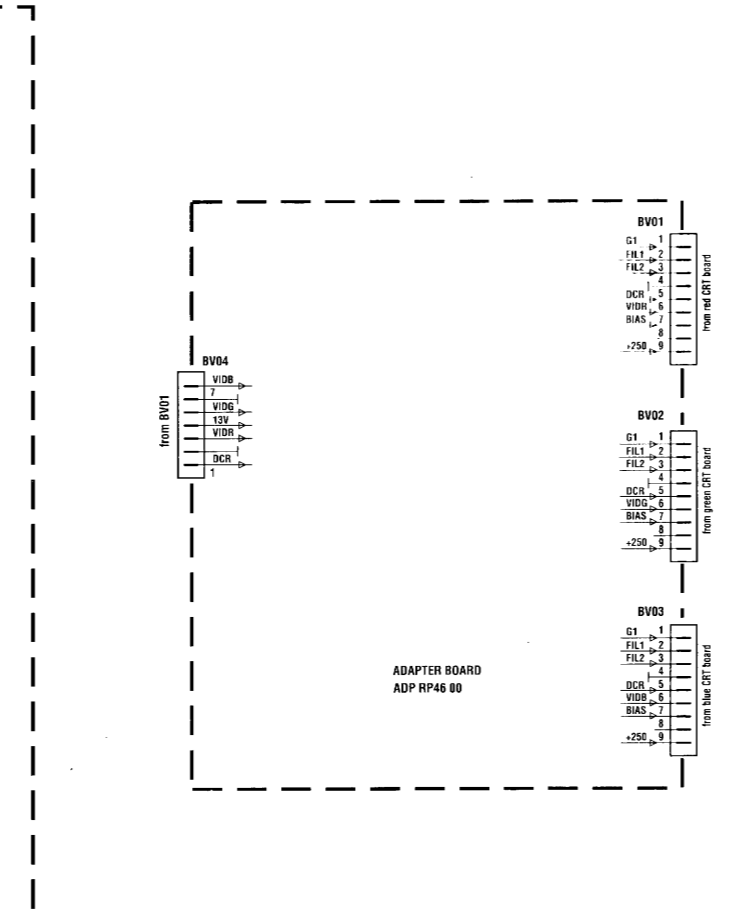 BV01
G1 1
FIL1 2
FIL2 3
4
DCR 5
VIDR 6
BIAS 7
8
+250 9
from red CRT board
BV04
VIDB
7
VIDG
13V
VIDR
DCR
1
from BV01
BV02
G1 1
FIL1 2
FIL2 3
4
DCR 5
VIDG 6
BIAS 7
8
+250 9
from green CRT board
BV03
G1 1
FIL1 2
FIL2 3
4
DCR 5
VIDB 6
BIAS 7
8
+250 9
from blue CRT board
ADAPTER BOARD
ADP RP46 00